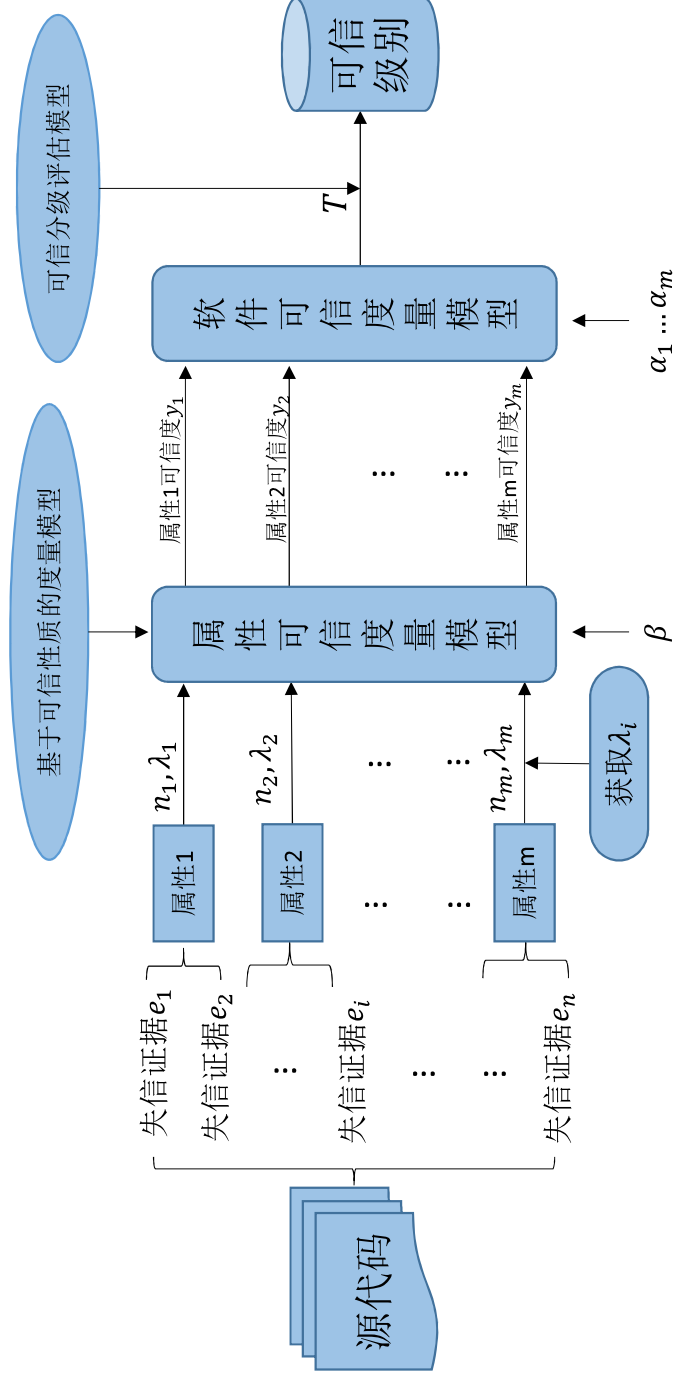 源代码
失信证据e₁
失信证据e₂
...
失信证据eᵢ
...
...
失信证据eₙ
属性1
属性2
...
...
属性m
n₁,λ₁
n₂,λ₂
...
...
nₘ,λₘ
获取λᵢ
基于可信性质的度量模型
属性可信度量模型
β
属性1可信度y₁
属性2可信度y₂
...
...
属性m可信度yₘ
软件可信度量模型
α₁ ... αₘ
可信分级评估模型
T
可信
级别